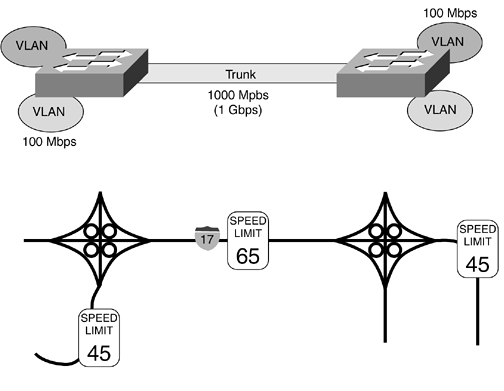 100 Mbps
VLAN
VLAN
Trunk
1000 Mpbs
(1 Gbps)
VLAN
VLAN
100 Mbps
17
SPEED
LIMIT
65
SPEED
LIMIT
45
SPEED
LIMIT
45